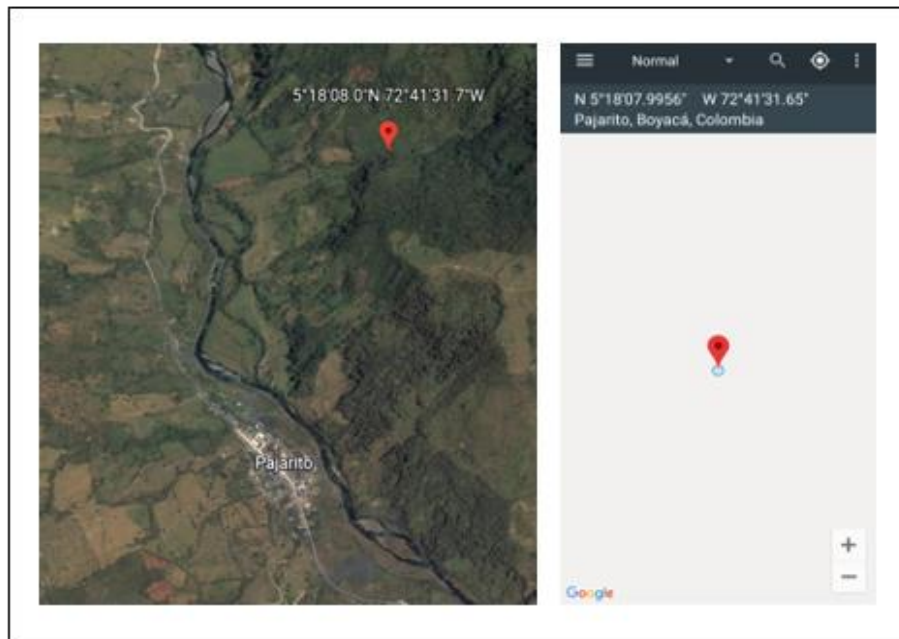 5°18'08.0"N 72°41'31.7"W
Pajarito
Normal
N 5°18'07.9956" W 72°41'31.65"
Pajarito, Boyacá, Colombia
+
−
Google